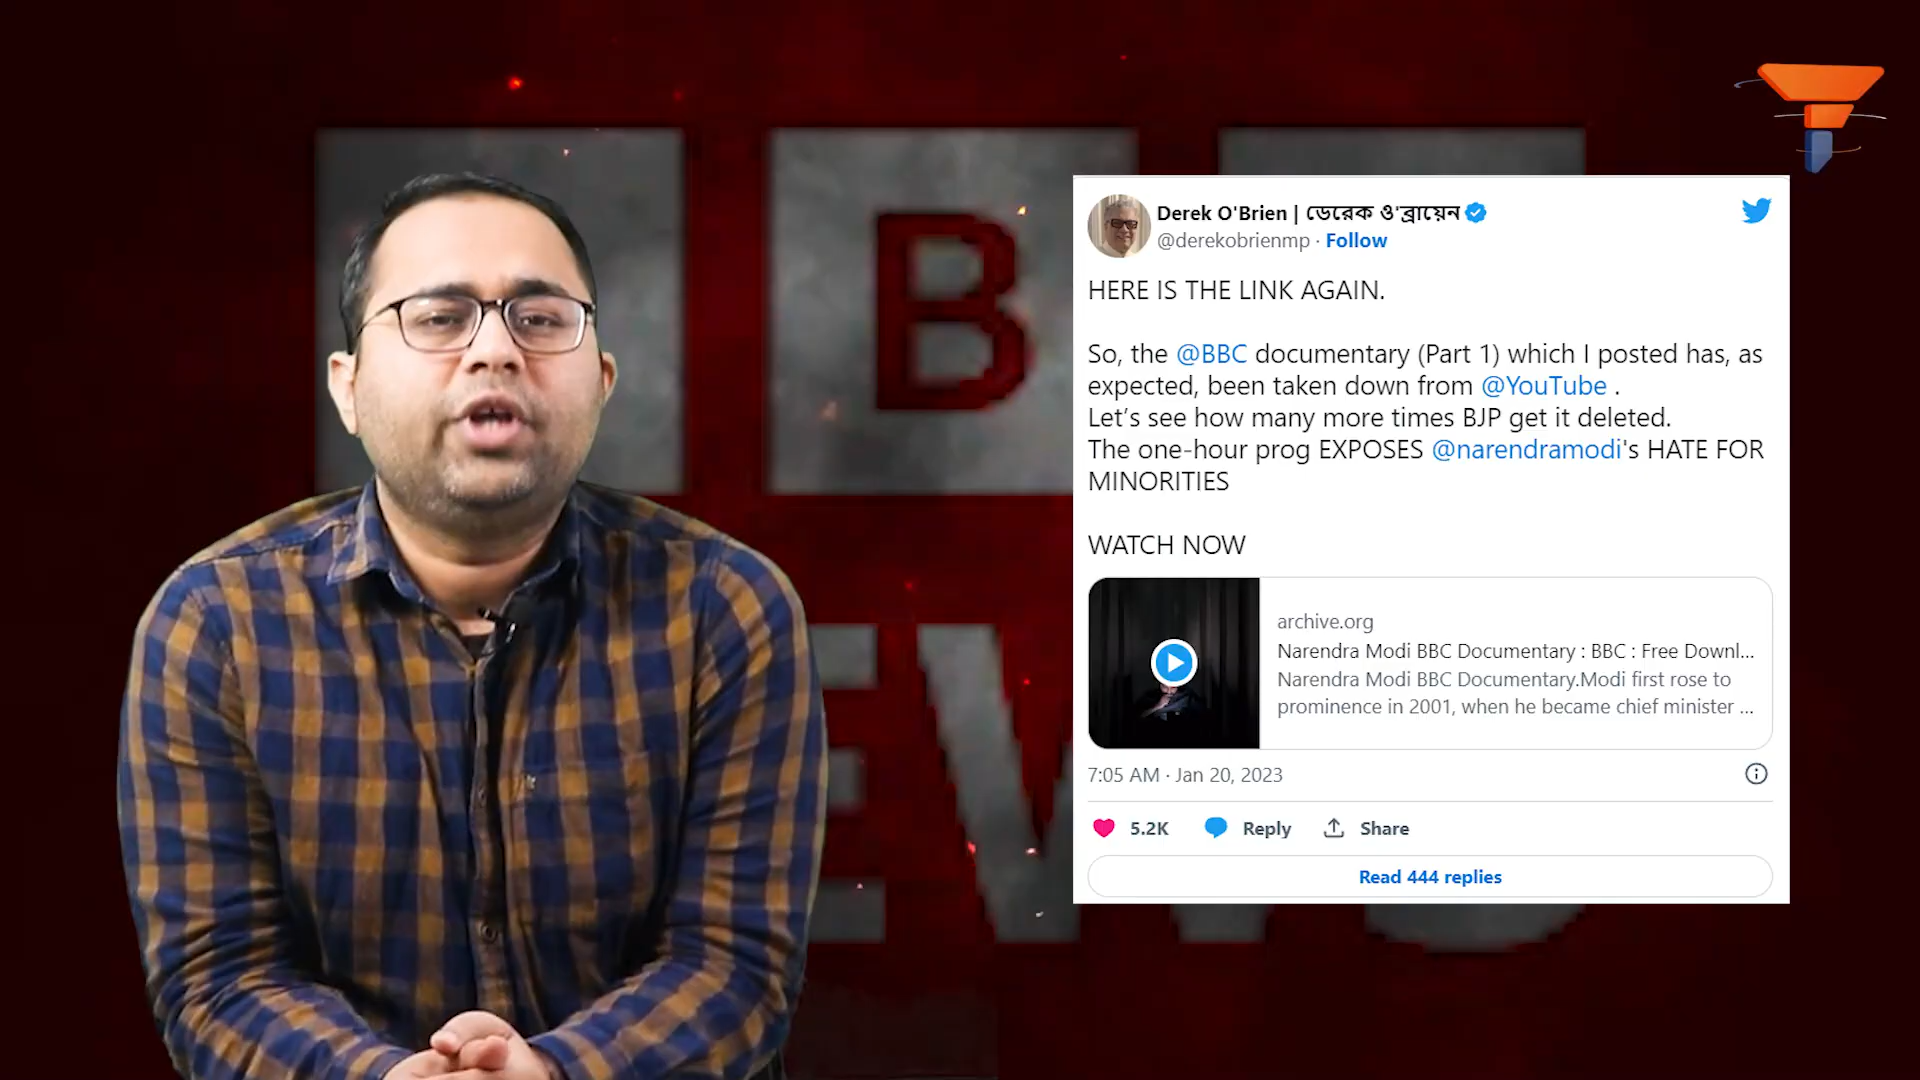 B
Derek O'Brien | ডেরেক ও'ব্রায়েন
@derekobrienmp · Follow
HERE IS THE LINK AGAIN.
So, the @BBC documentary (Part 1) which I posted has, as
expected, been taken down from @YouTube .
Let’s see how many more times BJP get it deleted.
The one-hour prog EXPOSES @narendramodi's HATE FOR
MINORITIES
WATCH NOW
archive.org
Narendra Modi BBC Documentary : BBC : Free Downl...
Narendra Modi BBC Documentary.Modi first rose to
prominence in 2001, when he became chief minister ...
7:05 AM · Jan 20, 2023
5.2K Reply Share
Read 444 replies